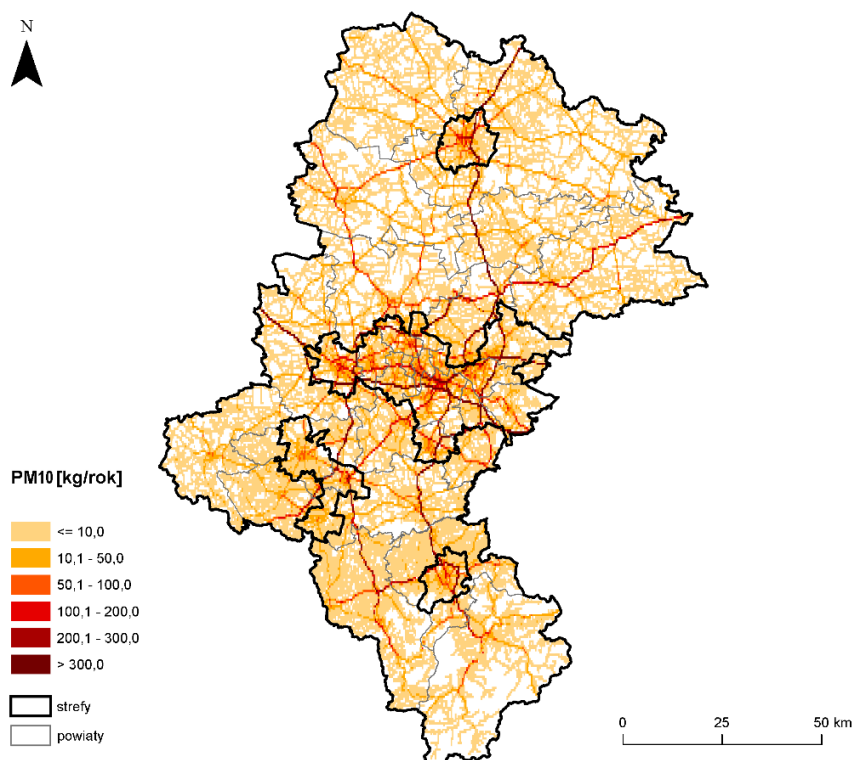 N
PM10 [kg/rok]
<= 10,0
10,1 - 50,0
50,1 - 100,0
100,1 - 200,0
200,1 - 300,0
> 300,0
strefy
powiaty
0 25 50 km